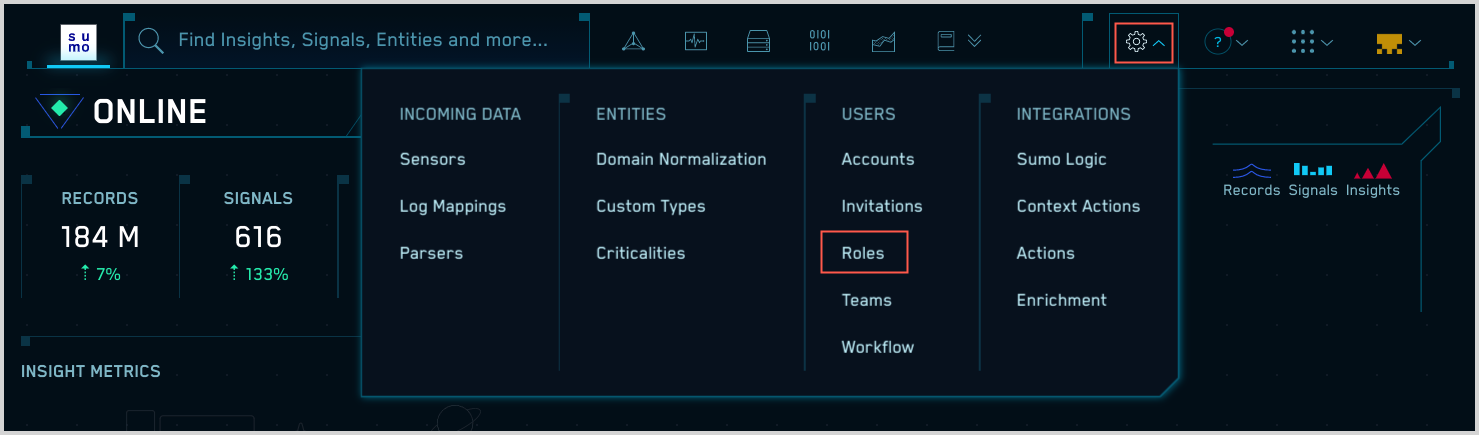 su
mo
Find Insights, Signals, Entities and more...
0101
1001
?
ONLINE
RECORDS
184 M
7%
SIGNALS
616
133%
INSIGHT METRICS
INCOMING DATA
Sensors
Log Mappings
Parsers
ENTITIES
Domain Normalization
Custom Types
Criticalities
USERS
Accounts
Invitations
Roles
Teams
Workflow
INTEGRATIONS
Sumo Logic
Context Actions
Actions
Enrichment
Records Signals Insights